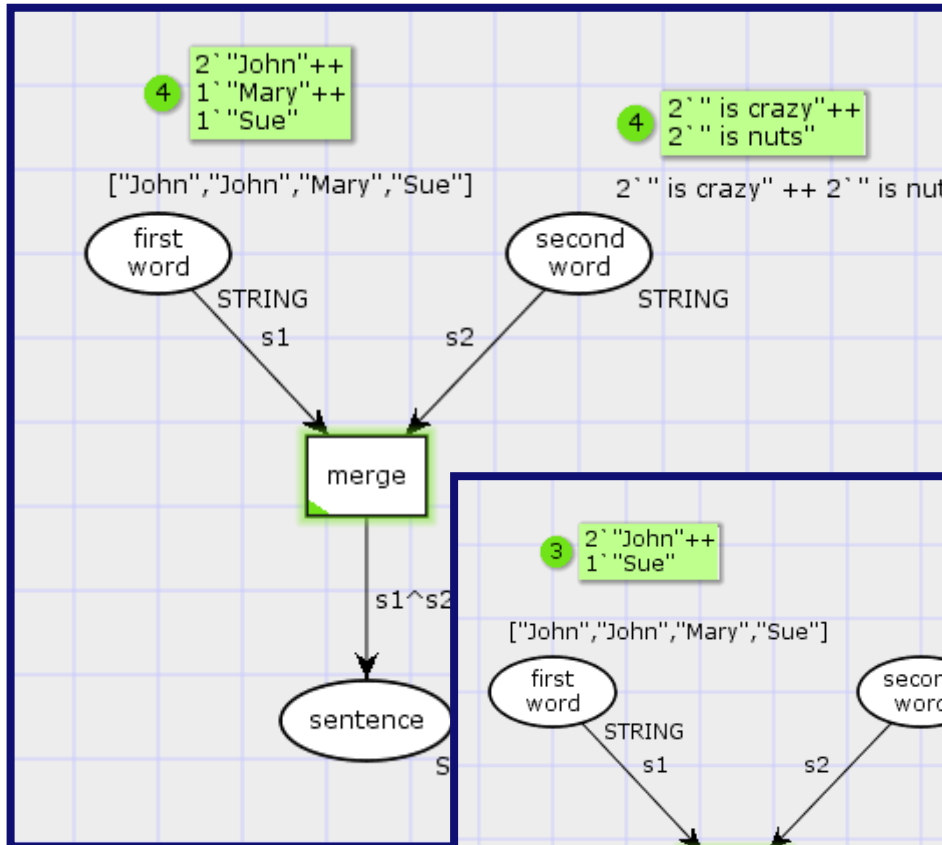 2`"John"++
4
1`"Mary"++
1`"Sue"
4
2`" is crazy"++
2`" is nuts"
["John","John","Mary","Sue"]
2`" is crazy" ++ 2`" is nut
first
word
second
word
STRING
STRING
s1
s2
merge
s1^s2
sentence
S
3
2`"John"++
1`"Sue"
["John","John","Mary","Sue"]
first
word
secon
word
STRING
s1
s2